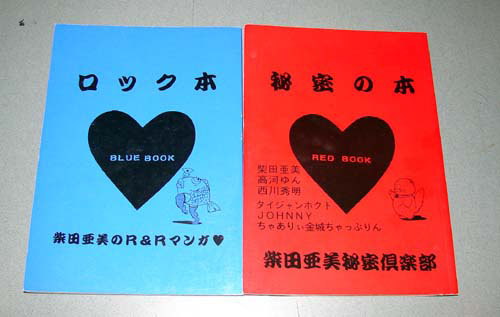 ロック本
BLUE BOOK
柴田亜美のR&Rマンガ♥
秘密の本
RED BOOK
柴田亜美
高河ゆん
西川秀明
タイジャンホクト
JOHNNY
ちゃありぃ金城ちゃっぷりん
柴田亜美秘密倶楽部